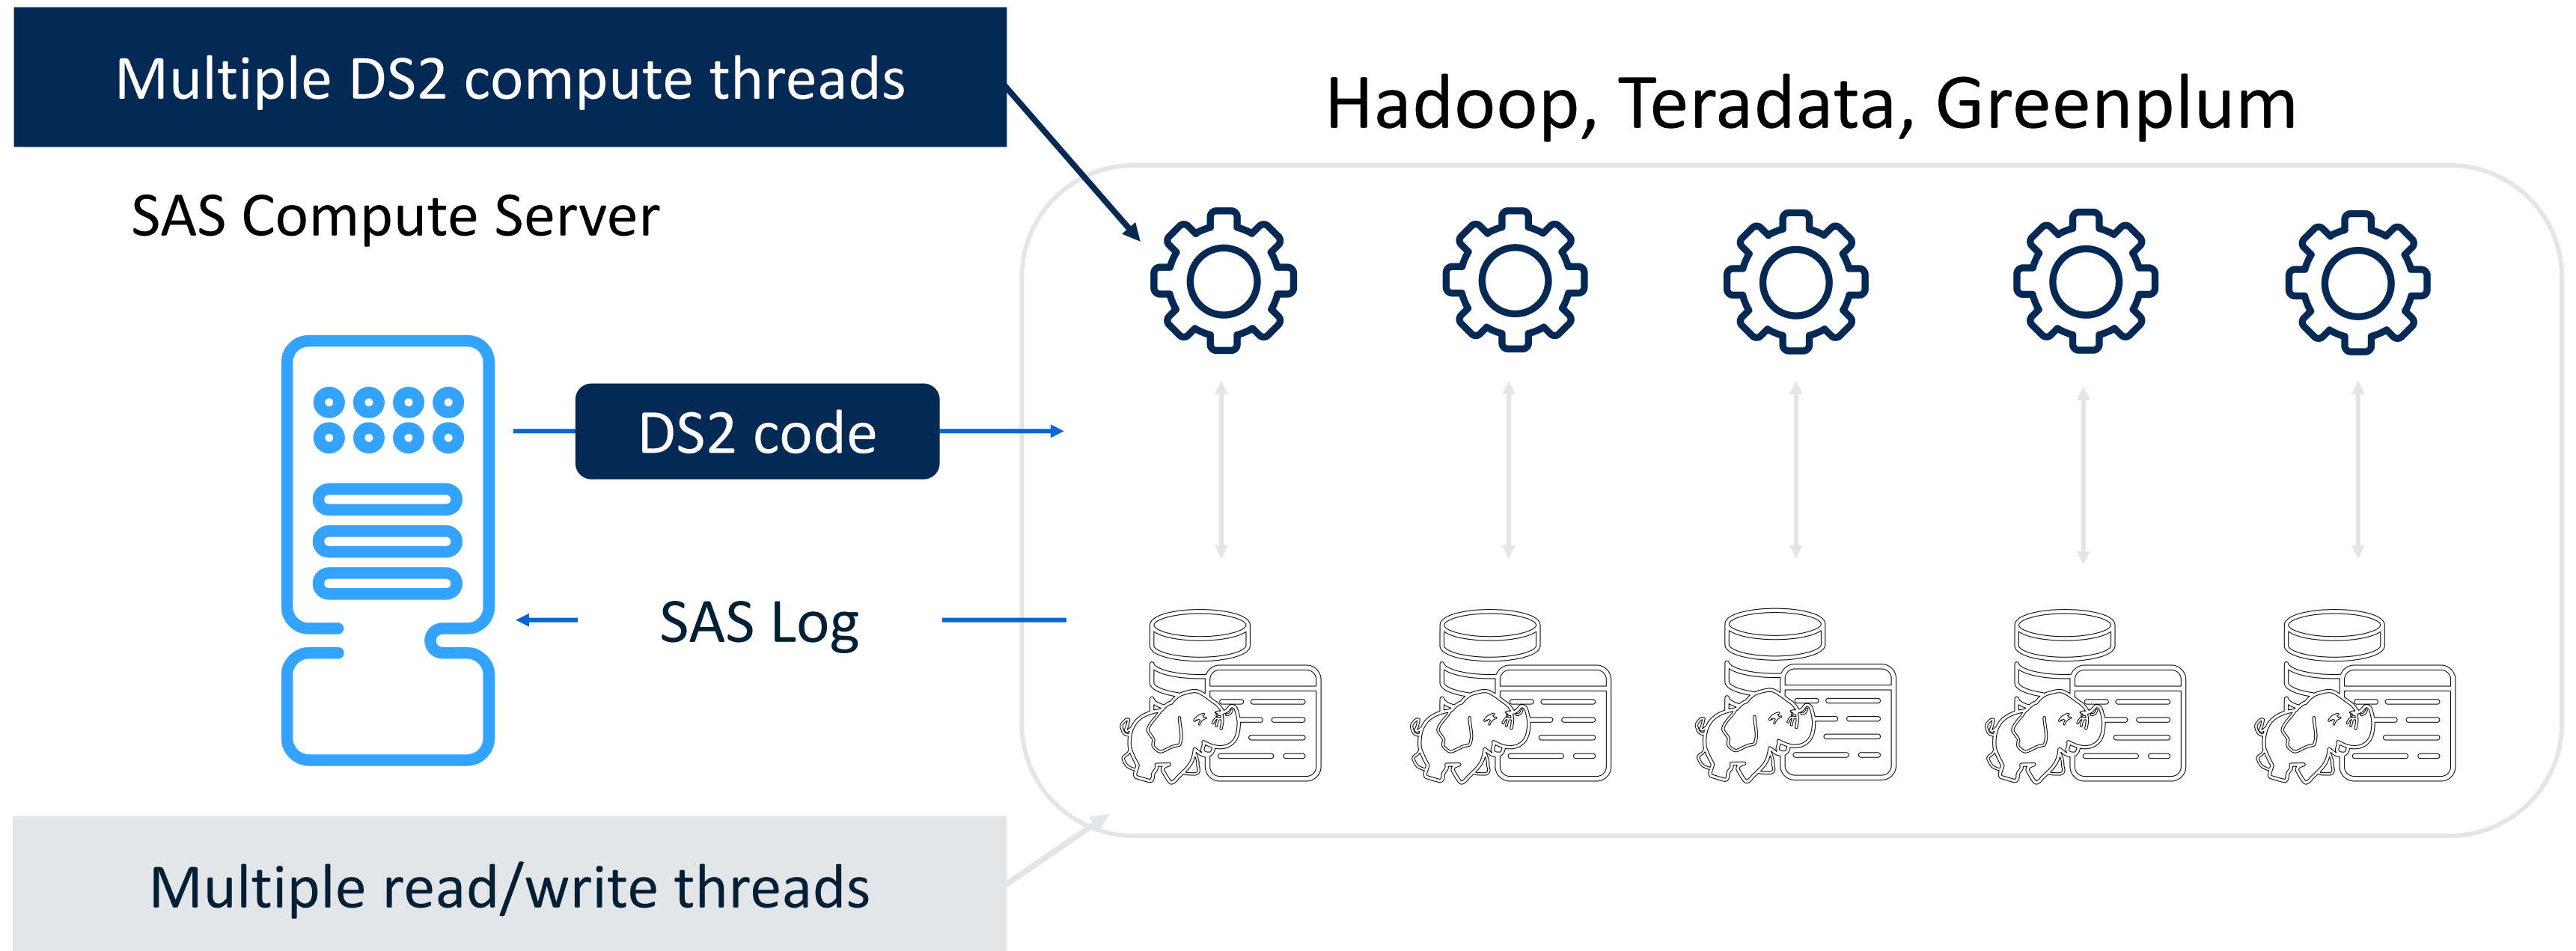 Multiple DS2 compute threads
Hadoop, Teradata, Greenplum
SAS Compute Server
DS2 code
SAS Log
Multiple read/write threads